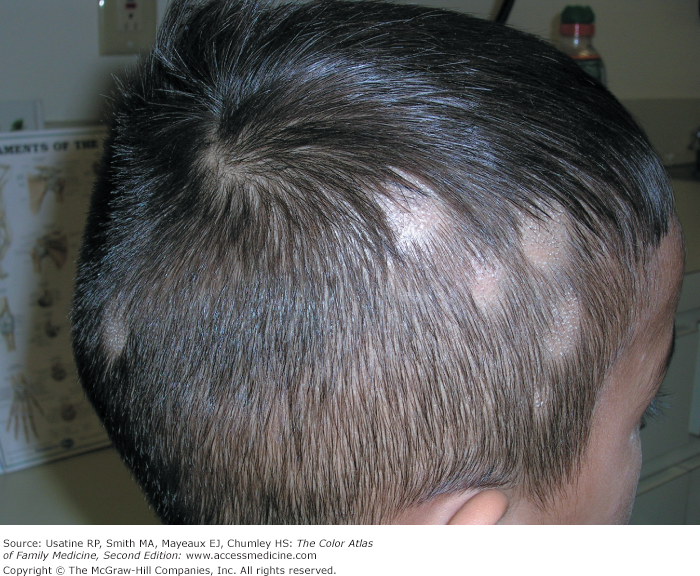 AMENTS OF THE
Source: Usatine RP, Smith MA, Mayeaux EJ, Chumley HS: The Color Atlas
of Family Medicine, Second Edition: www.accessmedicine.com
Copyright © The McGraw-Hill Companies, Inc. All rights reserved.